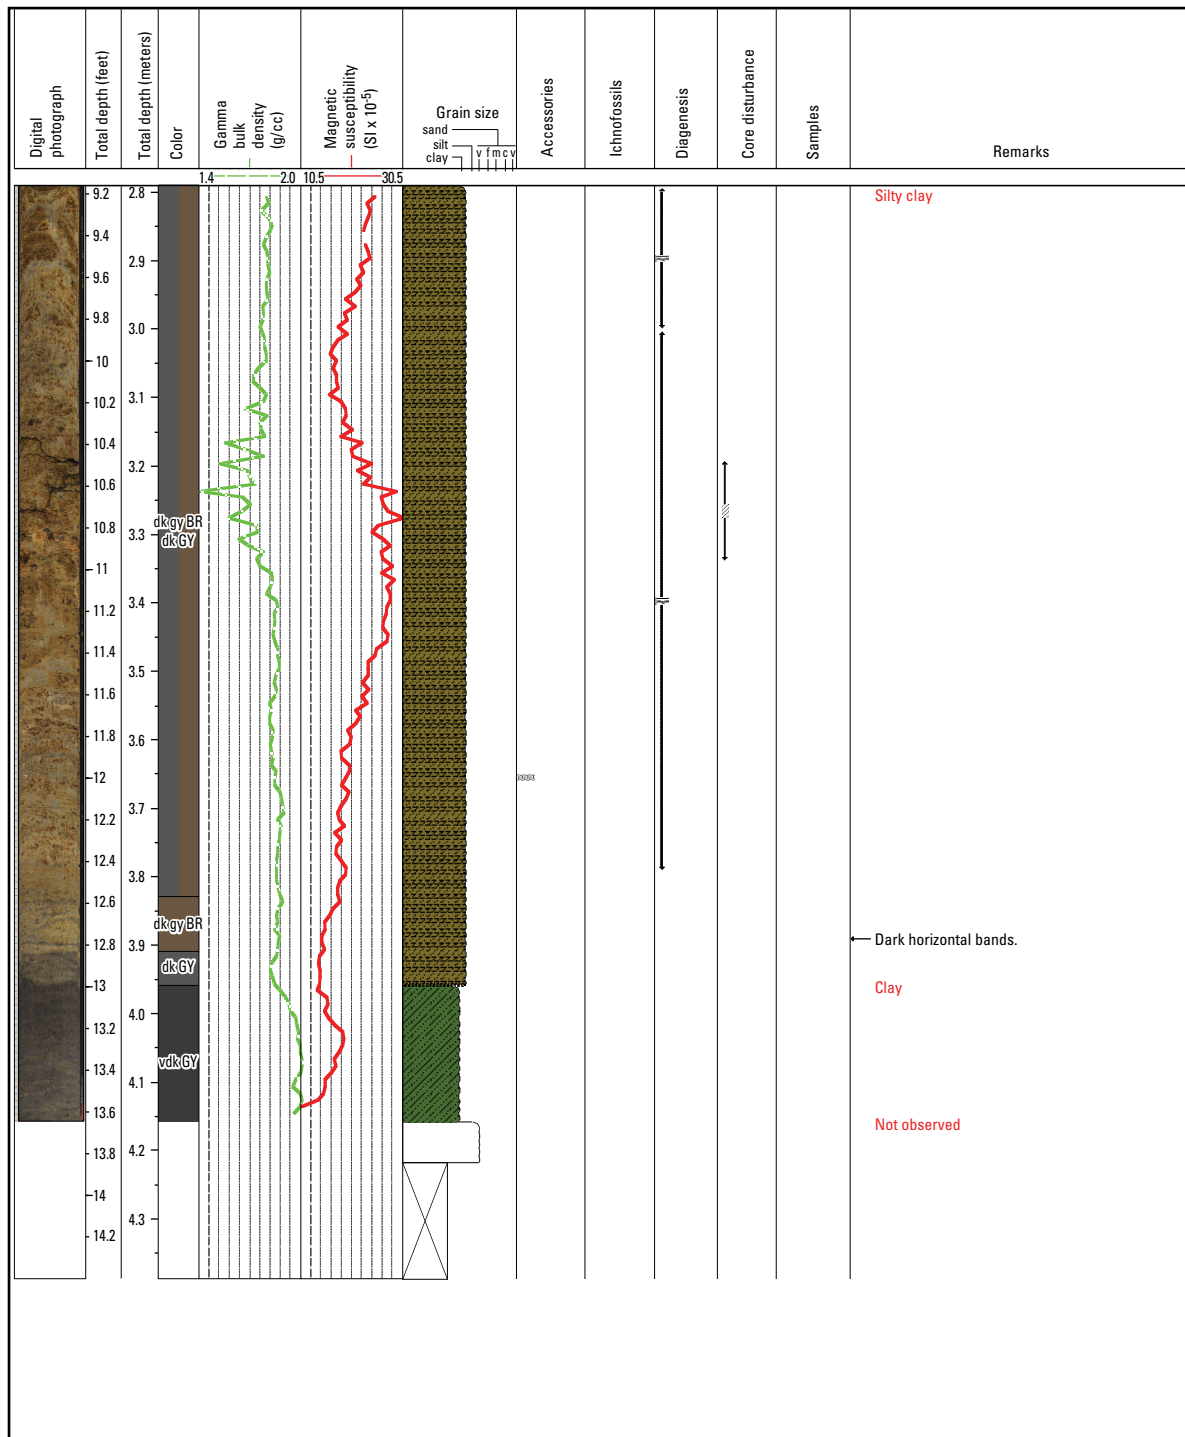 Digital
photograph
Total depth (feet)
Total depth (meters)
Color
Gamma
bulk
density
(g/cc)
Magnetic
susceptibility
(SI x 10-5)
Grain size
sand
silt
clay
v f m c v
Accessories
Ichnofossils
Diagenesis
Core disturbance
Samples
Remarks
1.4 2.0 10.5 30.5
9.2
9.4
9.6
9.8
10
10.2
10.4
10.6
10.8
11
11.2
11.4
11.6
11.8
12
12.2
12.4
12.6
12.8
13
13.2
13.4
13.6
13.8
14
14.2
2.8
2.9
3.0
3.1
3.2
3.3
3.4
3.5
3.6
3.7
3.8
3.9
4.0
4.1
4.2
4.3
dk gy BR
dk GY
dk gy BR
dk GY
vdk GY
Silty clay
Dark horizontal bands.
Clay
Not observed